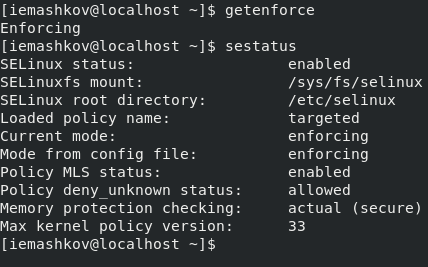 [iemashkov@localhost ~]$ getenforce
Enforcing
[iemashkov@localhost ~]$ sestatus
SELinux status:                 enabled
SELinuxfs mount:                /sys/fs/selinux
SELinux root directory:         /etc/selinux
Loaded policy name:             targeted
Current mode:                   enforcing
Mode from config file:          enforcing
Policy MLS status:              enabled
Policy deny_unknown status:     allowed
Memory protection checking:     actual (secure)
Max kernel policy version:      33
[iemashkov@localhost ~]$